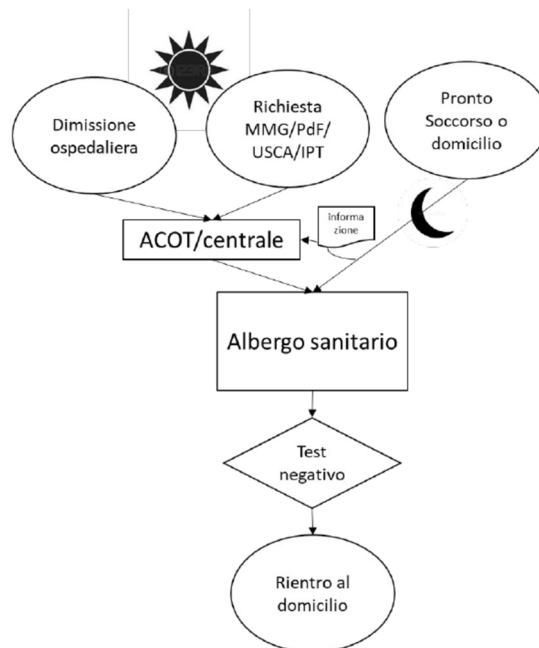 Dimissione
ospedaliera
Richiesta
MMG/PdF/
USCA/IPT
Pronto
Soccorso o
domicilio
ACOT/centrale
Informa
zione
Albergo sanitario
Test
negativo
Rientro al
domicilio